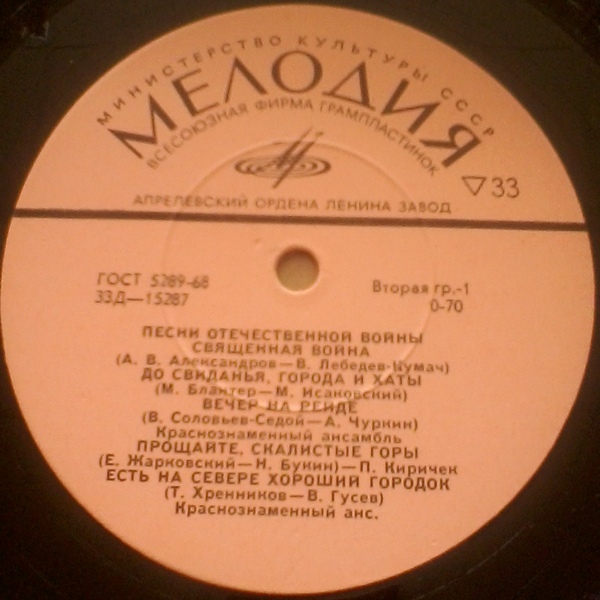 МИНИСТЕРСТВО КУЛЬТУРЫ СССР
МЕЛОДИЯ
ВСЕСОЮЗНАЯ ФИРМА ГРАМПЛАСТИНОК
▽33
АПРЕЛЕВСКИЙ ОРДЕНА ЛЕНИНА ЗАВОД
ГОСТ 5289-68
33Д—15287
Вторая гр.-1
0-70
ПЕСНИ ОТЕЧЕСТВЕННОЙ ВОЙНЫ
СВЯЩЕННАЯ ВОЙНА
(А. В. Александров—В. Лебедев-Кумач)
ДО СВИДАНЬЯ, ГОРОДА И ХАТЫ
(М. Блантер—М. Исаковский)
ВЕЧЕР НА РЕЙДЕ
(В. Соловьев-Седой—А. Чуркин)
Краснознаменный ансамбль
ПРОЩАЙТЕ, СКАЛИСТЫЕ ГОРЫ
(Е. Жарковский—Н. Букин)—П. Киричек
ЕСТЬ НА СЕВЕРЕ ХОРОШИЙ ГОРОДОК
(Т. Хренников—В. Гусев)
Краснознаменный анс.